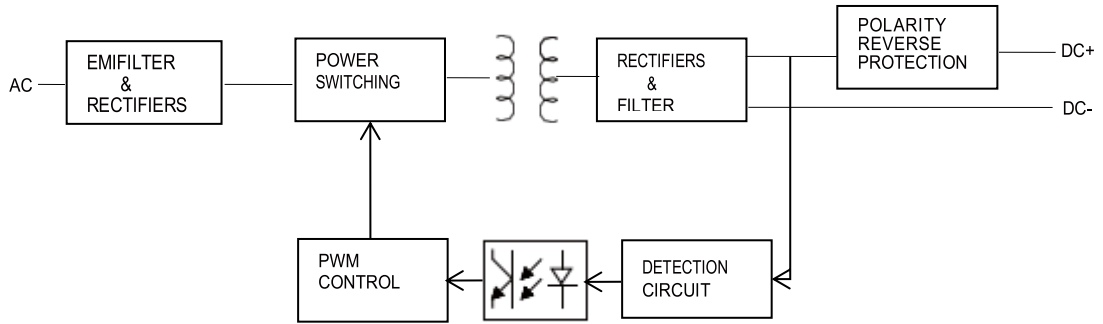 AC
EMIFILTER
&
RECTIFIERS
POWER
SWITCHING
RECTIFIERS
&
FILTER
POLARITY
REVERSE
PROTECTION
DC+
DC-
PWM
CONTROL
DETECTION
CIRCUIT